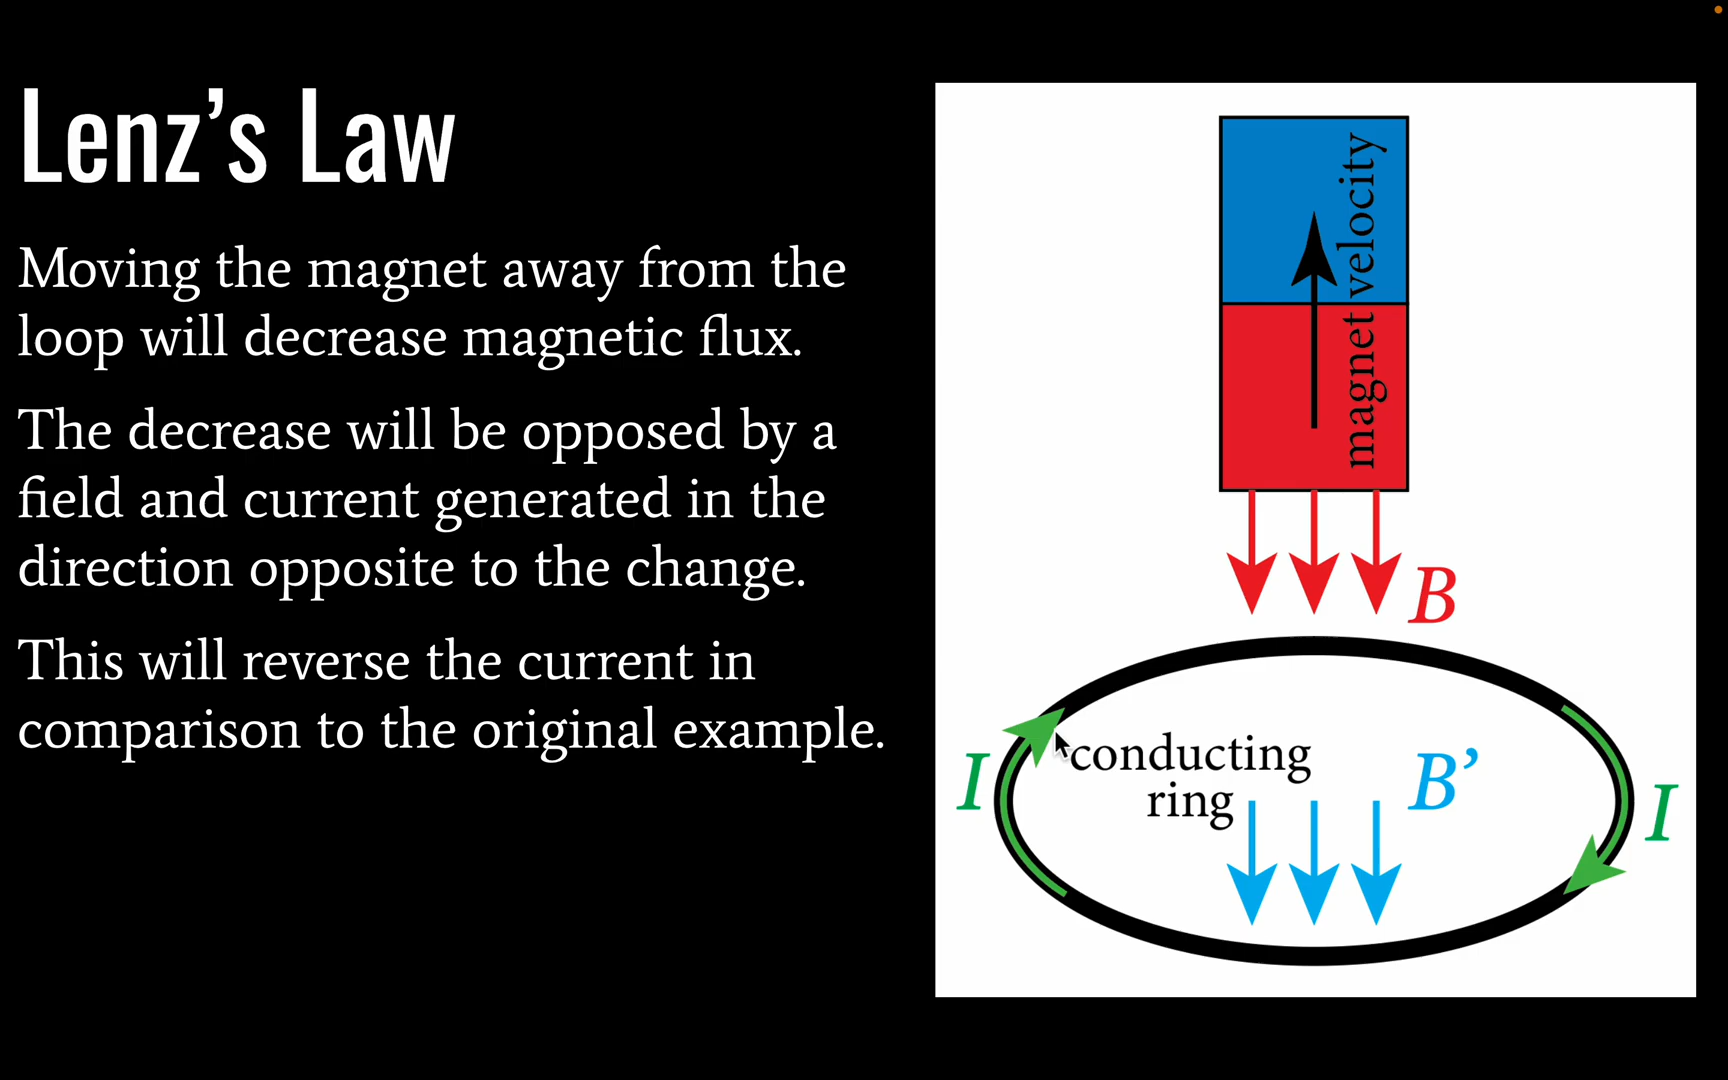 Lenz’s Law
Moving the magnet away from the
loop will decrease magnetic flux.
The decrease will be opposed by a
field and current generated in the
direction opposite to the change.
This will reverse the current in
comparison to the original example.
magnet velocity
B
conducting
ring
B’
I
I